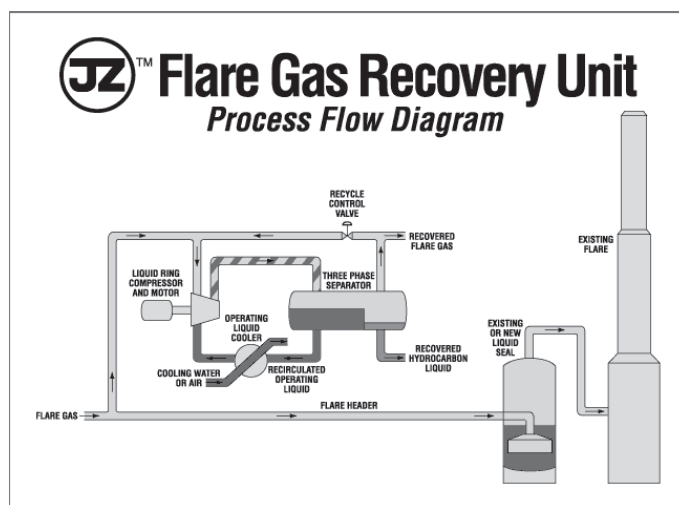 JZ™ Flare Gas Recovery Unit
Process Flow Diagram
RECYCLE
CONTROL
VALVE
RECOVERED
FLARE GAS
EXISTING
FLARE
LIQUID RING
COMPRESSOR
AND MOTOR
THREE PHASE
SEPARATOR
OPERATING
LIQUID
COOLER
EXISTING
OR NEW
LIQUID
SEAL
COOLING WATER
OR AIR
RECIRCULATED
OPERATING
LIQUID
RECOVERED
HYDROCARBON
LIQUID
FLARE GAS
FLARE HEADER